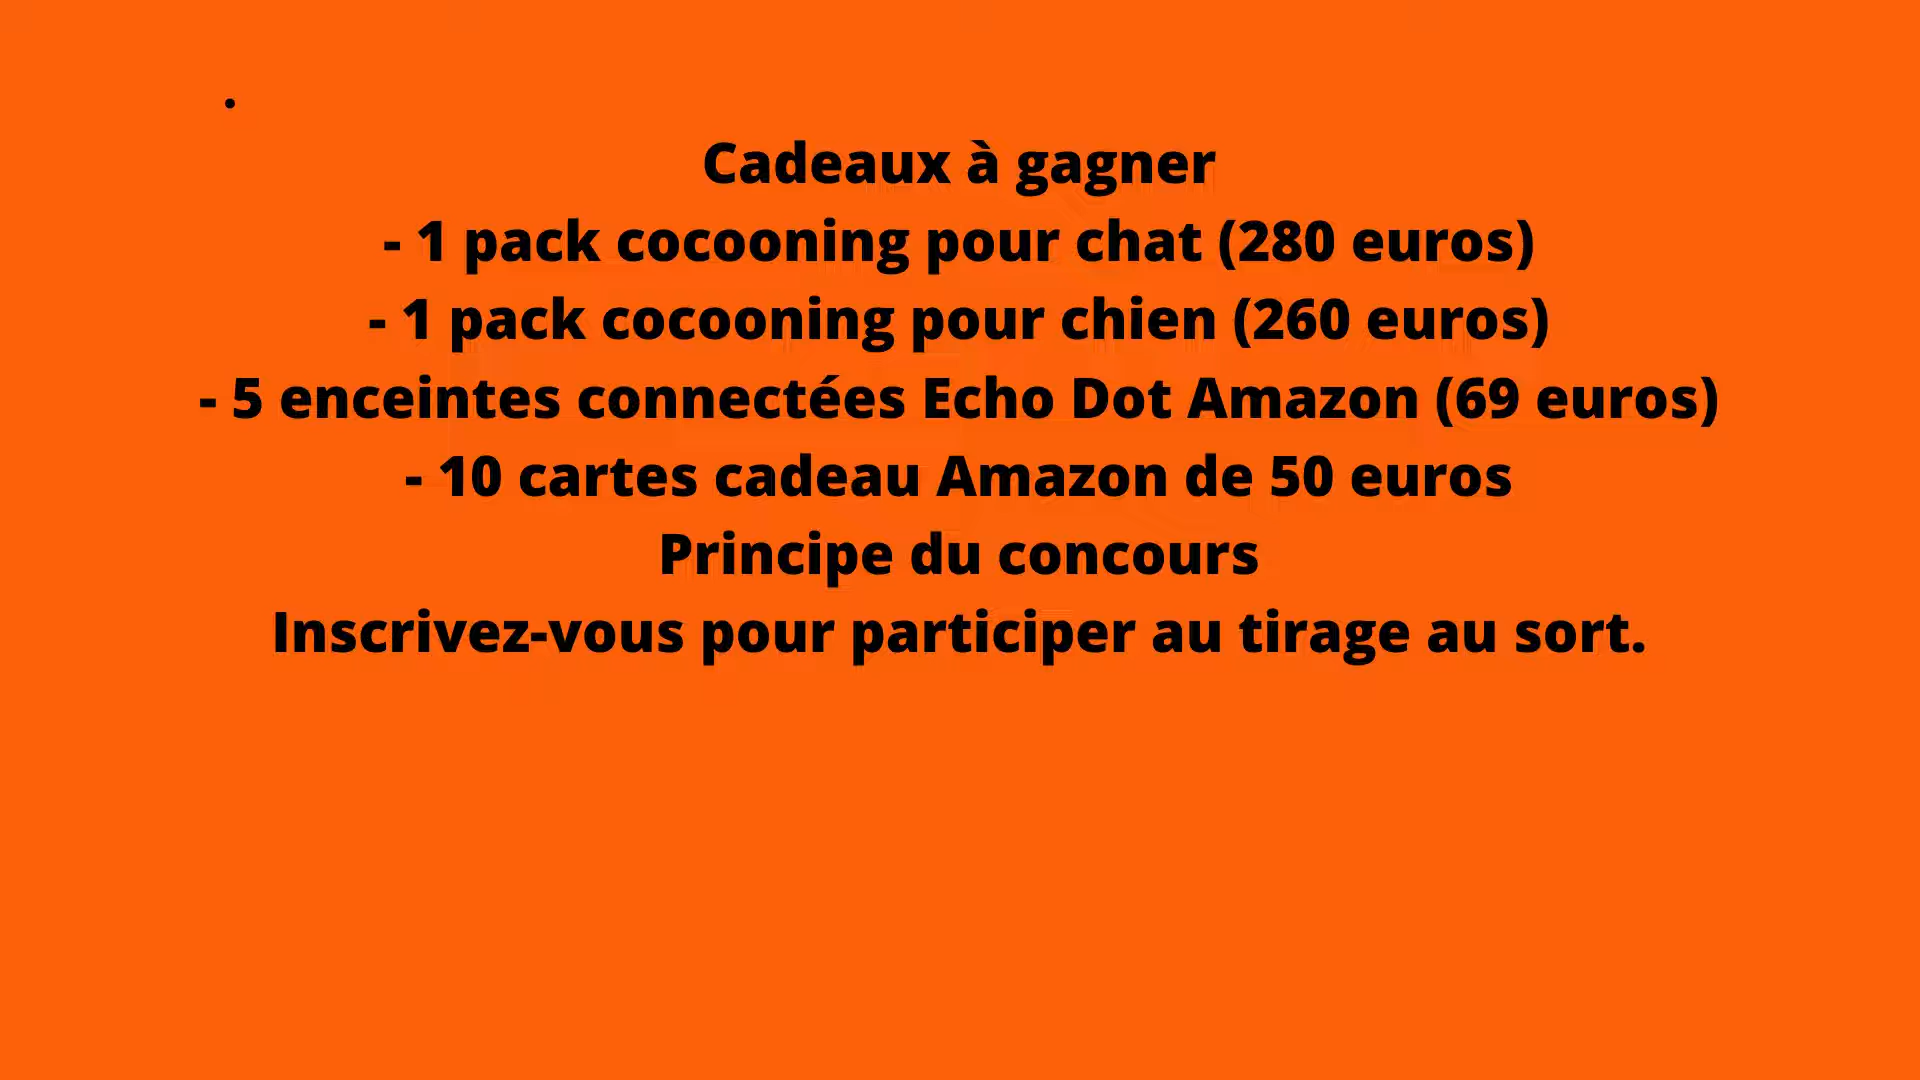 .
Cadeaux à gagner
- 1 pack cocooning pour chat (280 euros)
- 1 pack cocooning pour chien (260 euros)
- 5 enceintes connectées Echo Dot Amazon (69 euros)
- 10 cartes cadeau Amazon de 50 euros
Principe du concours
Inscrivez-vous pour participer au tirage au sort.